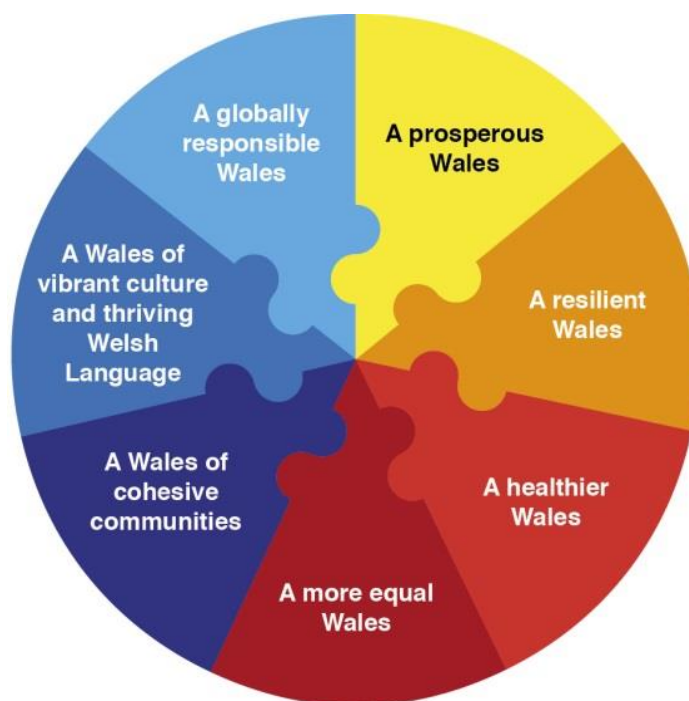 A prosperous
Wales
A resilient
Wales
A healthier
Wales
A more equal
Wales
A Wales of
cohesive
communities
A Wales of
vibrant culture
and thriving
Welsh
Language
A globally
responsible
Wales